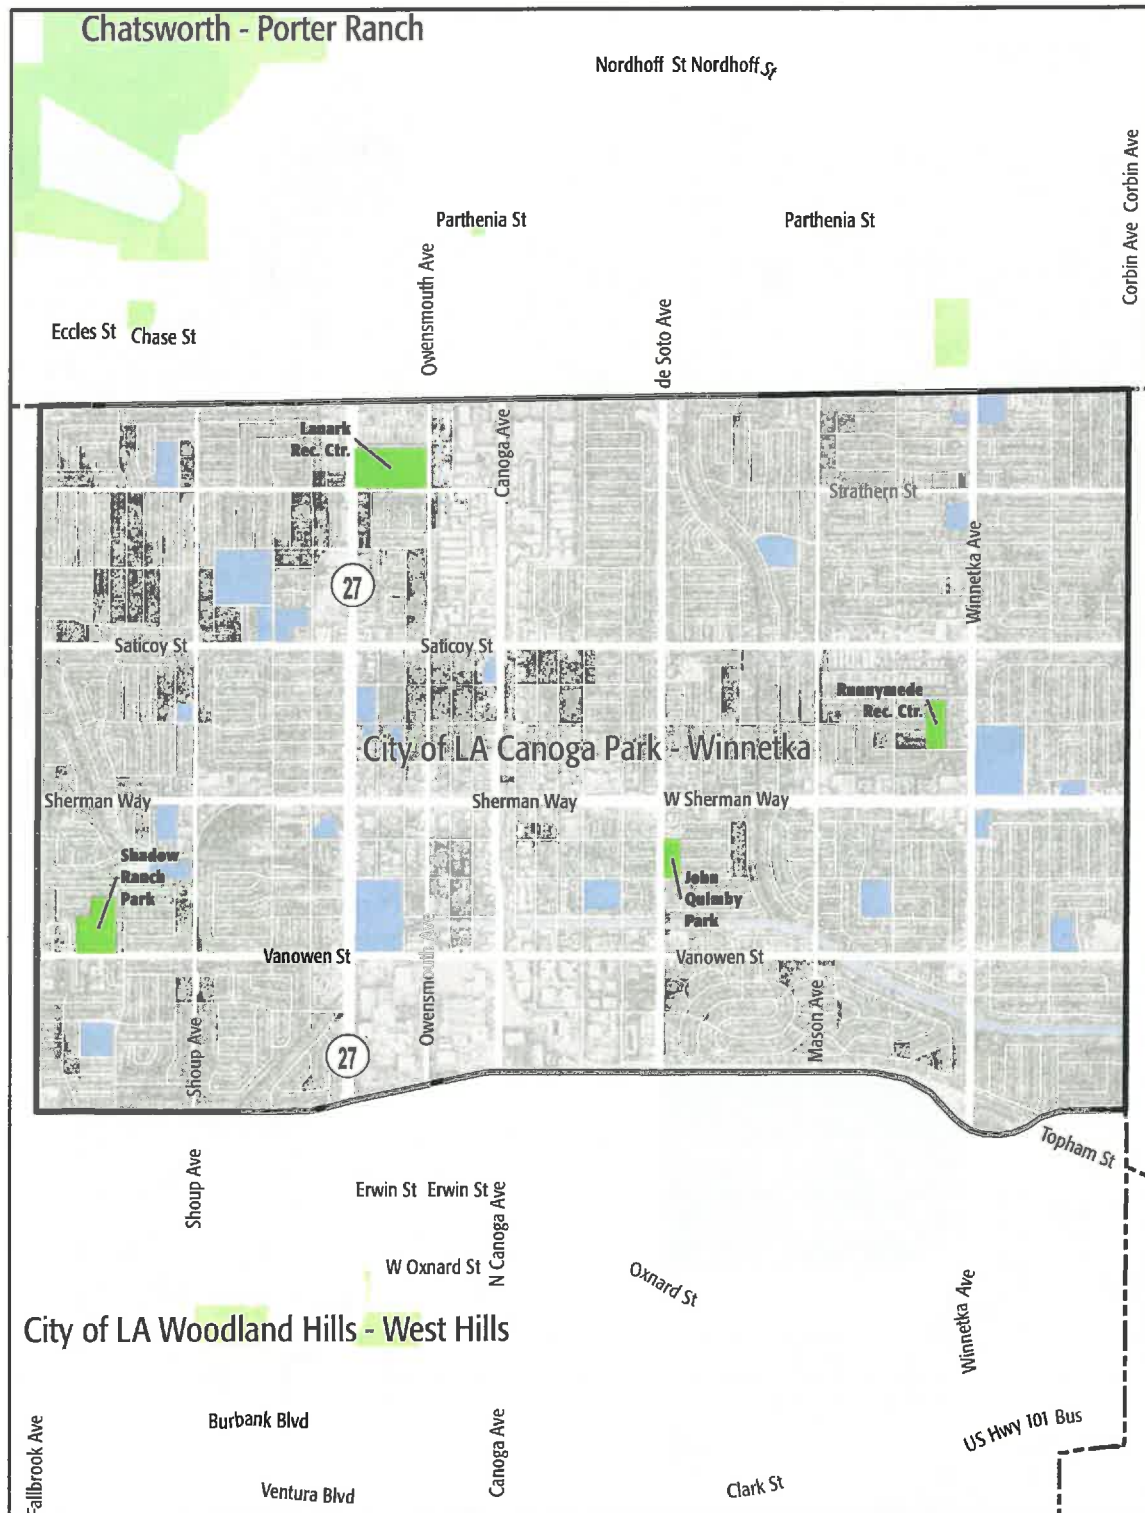 Chatsworth - Porter Ranch
Nordhoff St Nordhoff St
Corbin Ave Corbin Ave
Parthenia St
Parthenia St
Owensmouth Ave
de Soto Ave
Eccles St Chase St
Lanark
Rec. Ctr.
Canoga Ave
Strathern St
Winnetka Ave
27
Saticoy St
Saticoy St
Runnymede
Rec. Ctr.
City of LA Canoga Park - Winnetka
Sherman Way
Sherman Way
W Sherman Way
Shadow
Ranch
Park
John
Quimby
Park
Vanowen St
Owensmouth Ave
Vanowen St
Mason Ave
Shoup Ave
27
Topham St
Shoup Ave
Erwin St Erwin St
N Canoga Ave
W Oxnard St
Oxnard St
Winnetka Ave
City of LA Woodland Hills - West Hills
Fallbrook Ave
Burbank Blvd
Canoga Ave
US Hwy 101 Bus
Ventura Blvd
Clark St